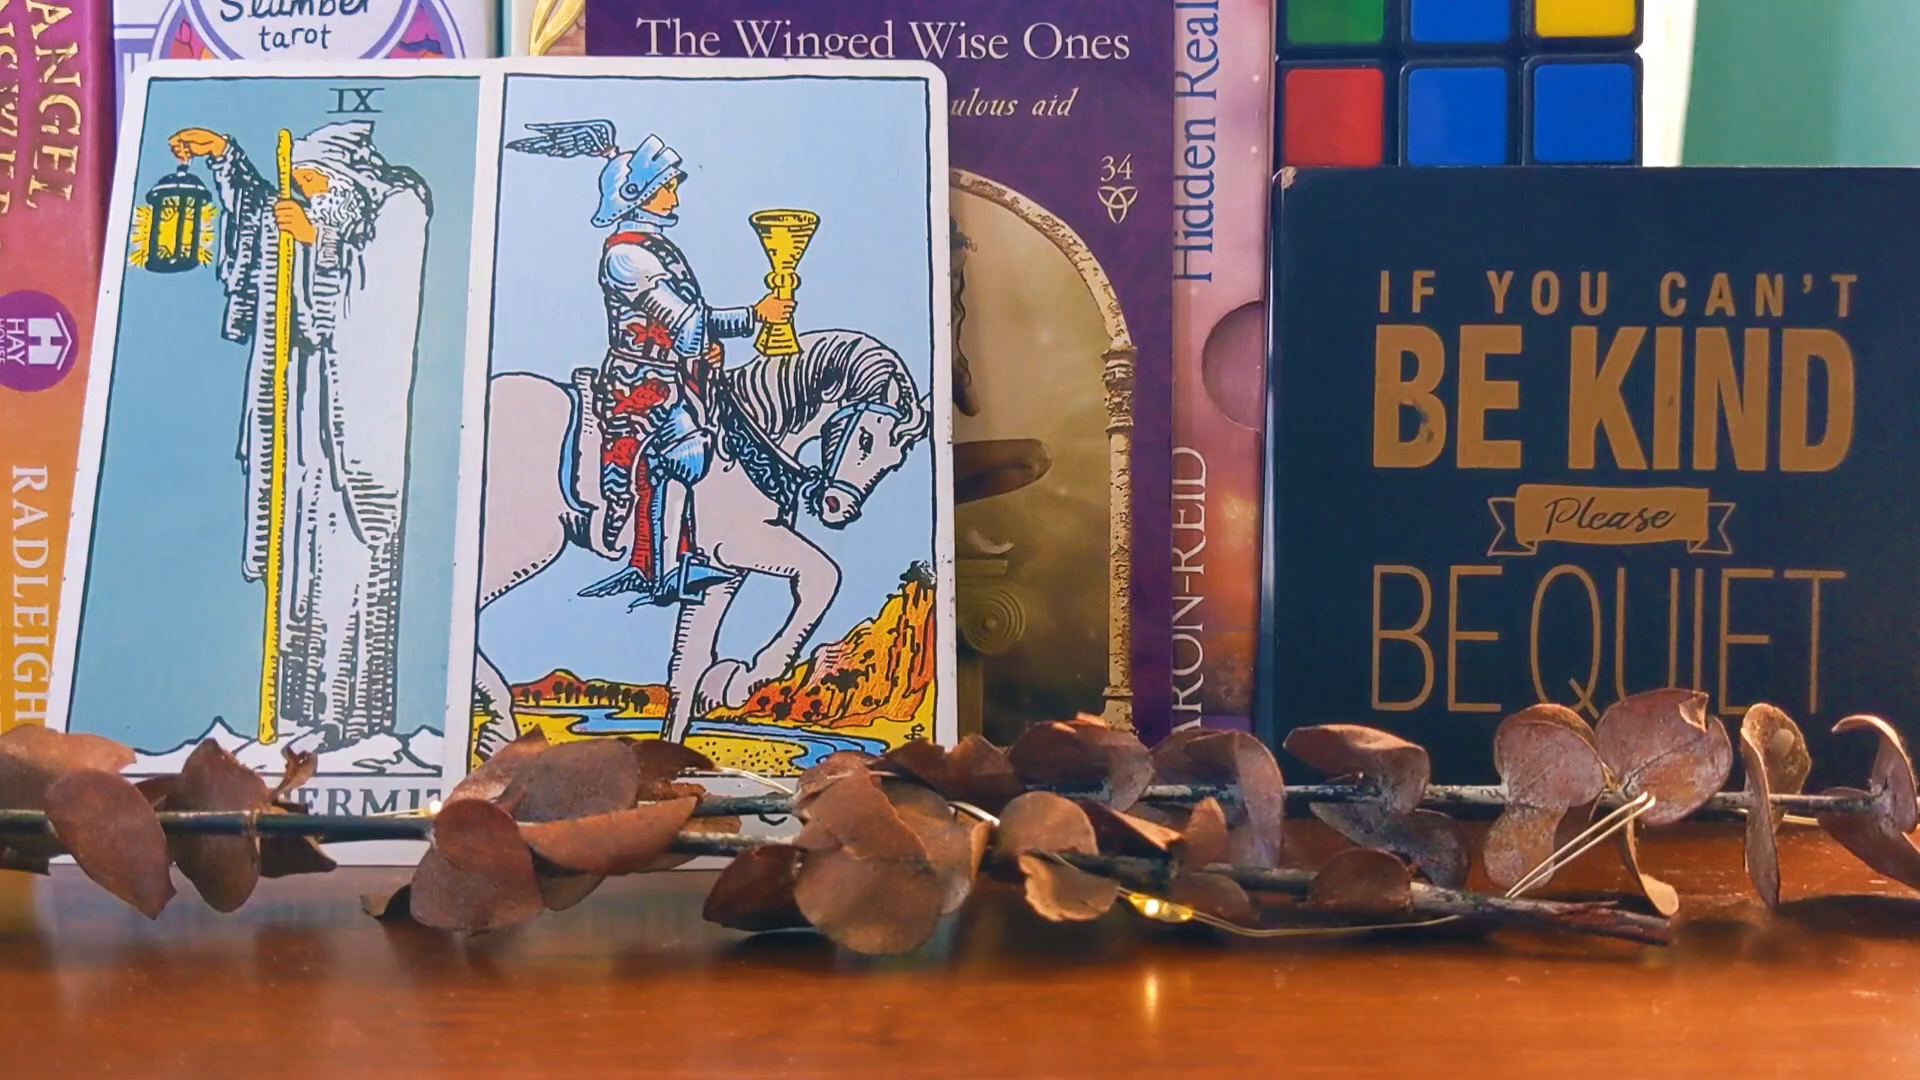 ANGEL
Slumber
tarot
HAY
HOUSE
RADLEIGH
IX
The Winged Wise Ones
ulous aid
34
Hidden Real
ARON-REID
IF YOU CAN'T
BE KIND
Please
BE QUIET
ERMIT